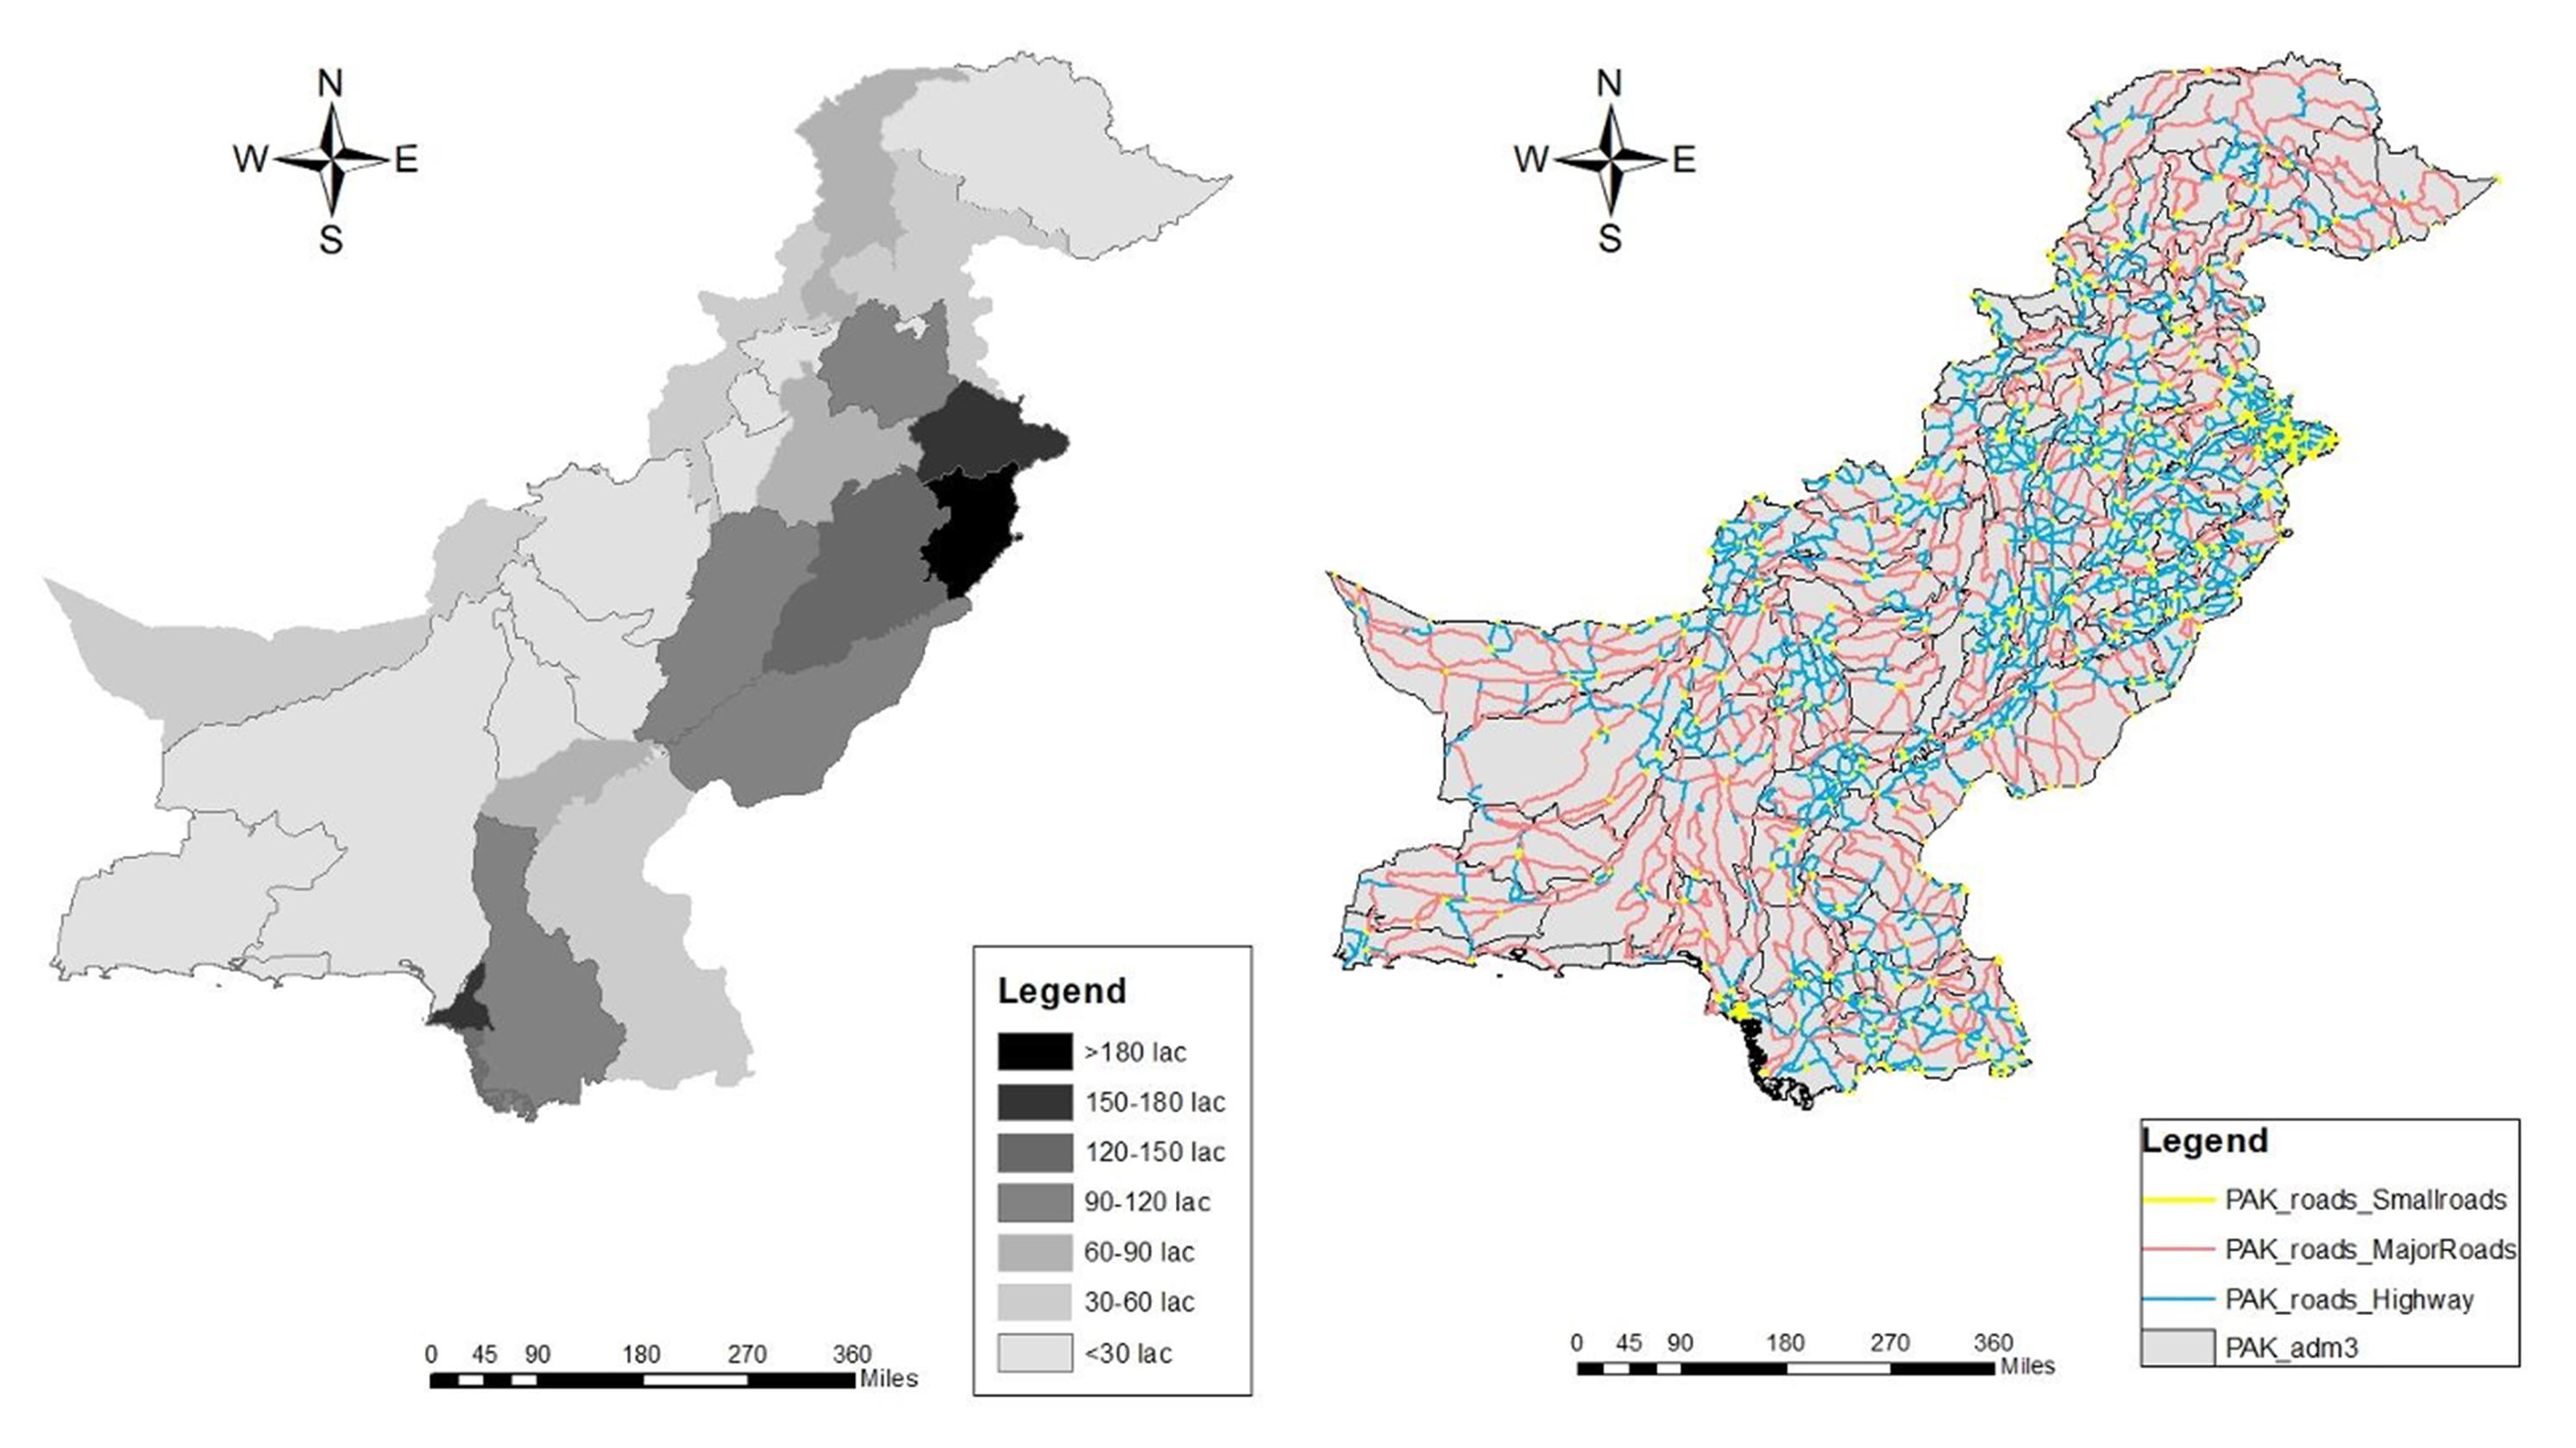 N
W E
S
Legend
>180 lac
150-180 lac
120-150 lac
90-120 lac
60-90 lac
30-60 lac
<30 lac
0 45 90 180 270 360
Miles
N
W E
S
Legend
PAK_roads_Smallroads
PAK_roads_MajorRoads
PAK_roads_Highway
PAK_adm3
0 45 90 180 270 360
Miles